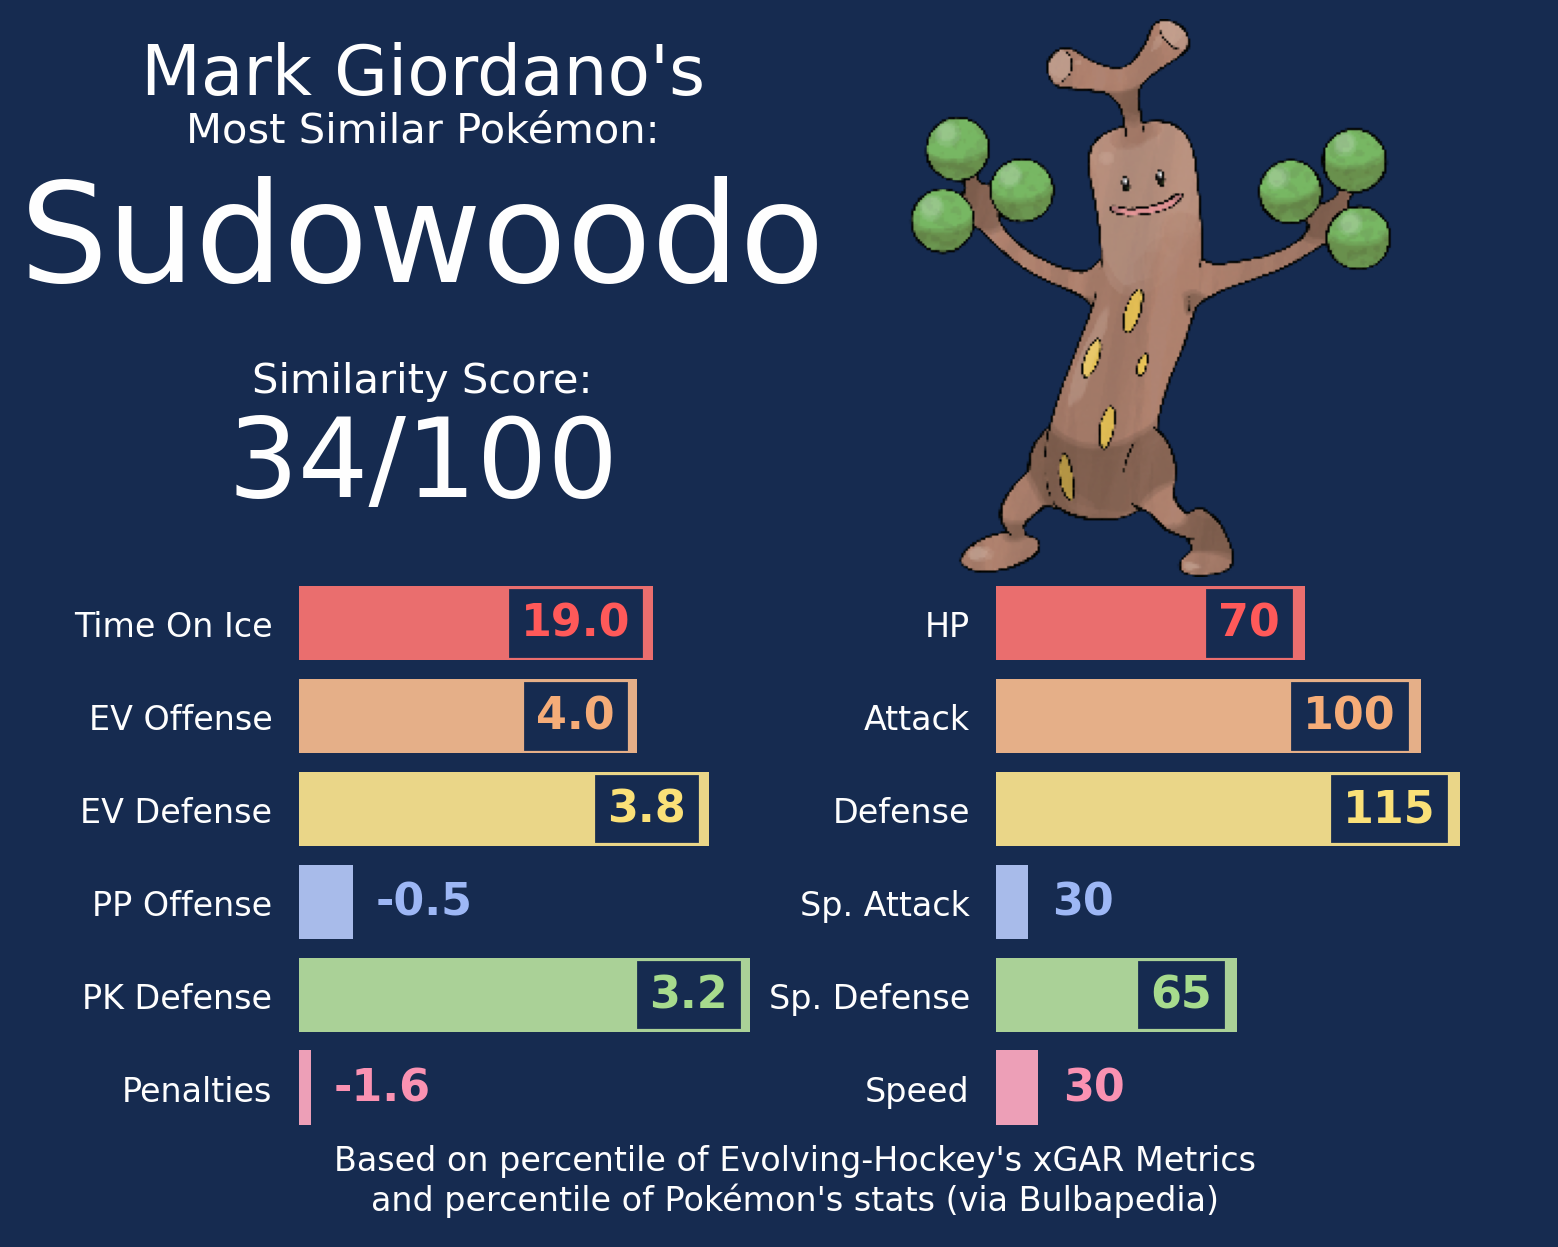 Mark Giordano's
Most Similar Pokémon:
Sudowoodo
Similarity Score:
34/100
Time On Ice 19.0
EV Offense 4.0
EV Defense 3.8
PP Offense -0.5
PK Defense 3.2
Penalties -1.6
HP 70
Attack 100
Defense 115
Sp. Attack 30
Sp. Defense 65
Speed 30
Based on percentile of Evolving-Hockey's xGAR Metrics
and percentile of Pokémon's stats (via Bulbapedia)